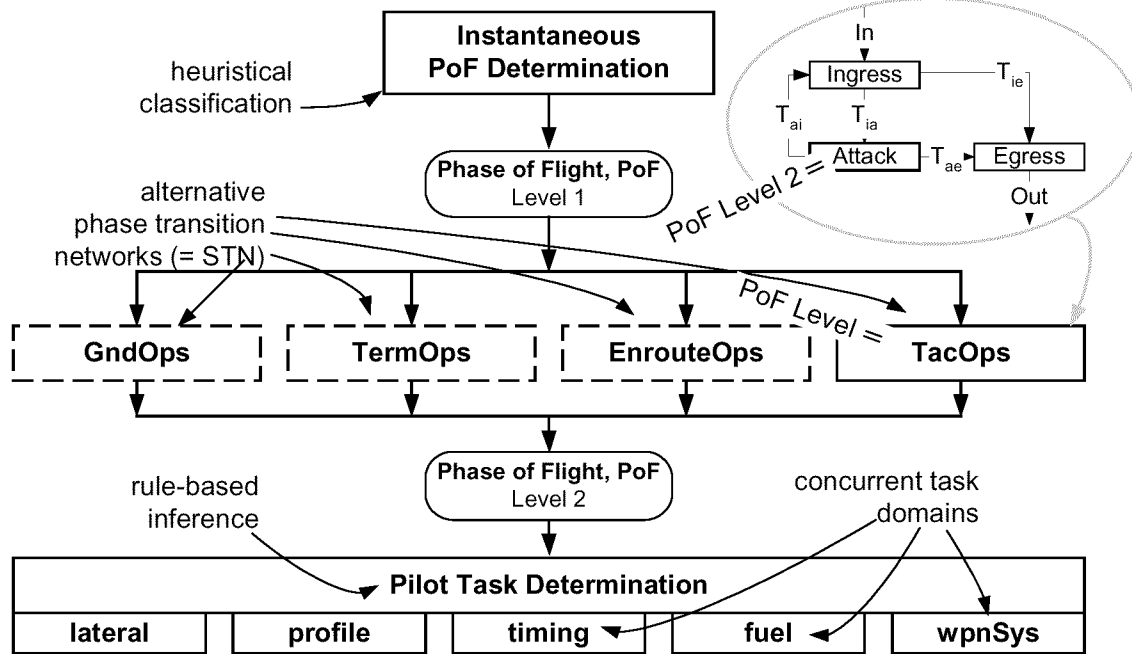 Instantaneous
PoF Determination
heuristical
classification
In
Ingress
T_ie
T_ai
T_ia
Attack
T_ae
Egress
Out
PoF Level 2 =
Phase of Flight, PoF
Level 1
alternative
phase transition
networks (= STN)
PoF Level =
GndOps
TermOps
EnrouteOps
TacOps
Phase of Flight, PoF
Level 2
rule-based
inference
concurrent task
domains
Pilot Task Determination
lateral
profile
timing
fuel
wpnSys